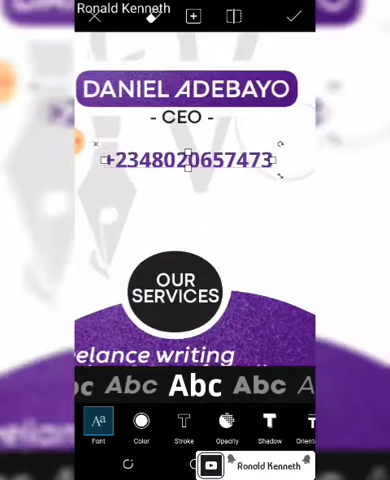 Ronald Kenneth
DANIEL ADEBAYO
- CEO -
+2348020657473
OUR
SERVICES
elance writing
Abc Abc Abc
Font Color Stroke Opacity Shadow
Ronald Kenneth